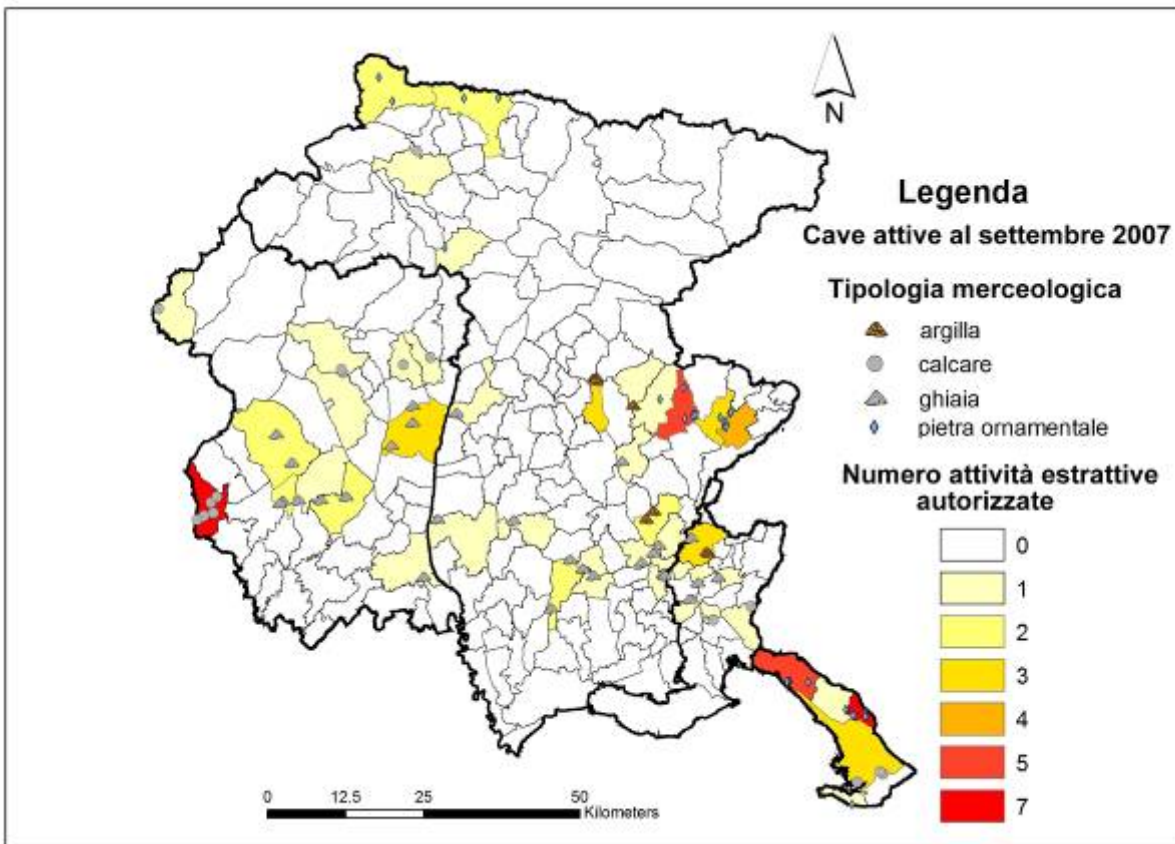 N
Legenda
Cave attive al settembre 2007
Tipologia merceologica
argilla
calcare
ghiaia
pietra ornamentale
Numero attività estrattive
autorizzate
0
1
2
3
4
5
7
0 12.5 25 50
Kilometers